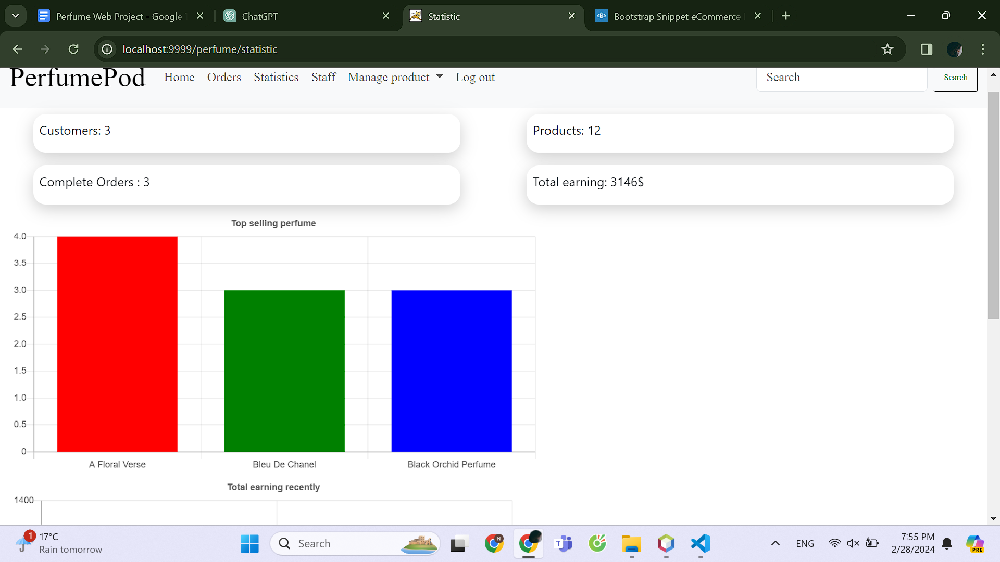 Perfume Web Project - Google
ChatGPT
Statistic
Bootstrap Snippet eCommerce
localhost:9999/perfume/statistic
PerfumePod Home Orders Statistics Staff Manage product Log out Search Search
Customers: 3
Products: 12
Complete Orders : 3
Total earning: 3146$
Top selling perfume
4.0
3.5
3.0
2.5
2.0
1.5
1.0
0.5
0
A Floral Verse Bleu De Chanel Black Orchid Perfume
Total earning recently
1400
1
17°C
Rain tomorrow
Search
N
T
ENG
7:55 PM
2/28/2024
PRE